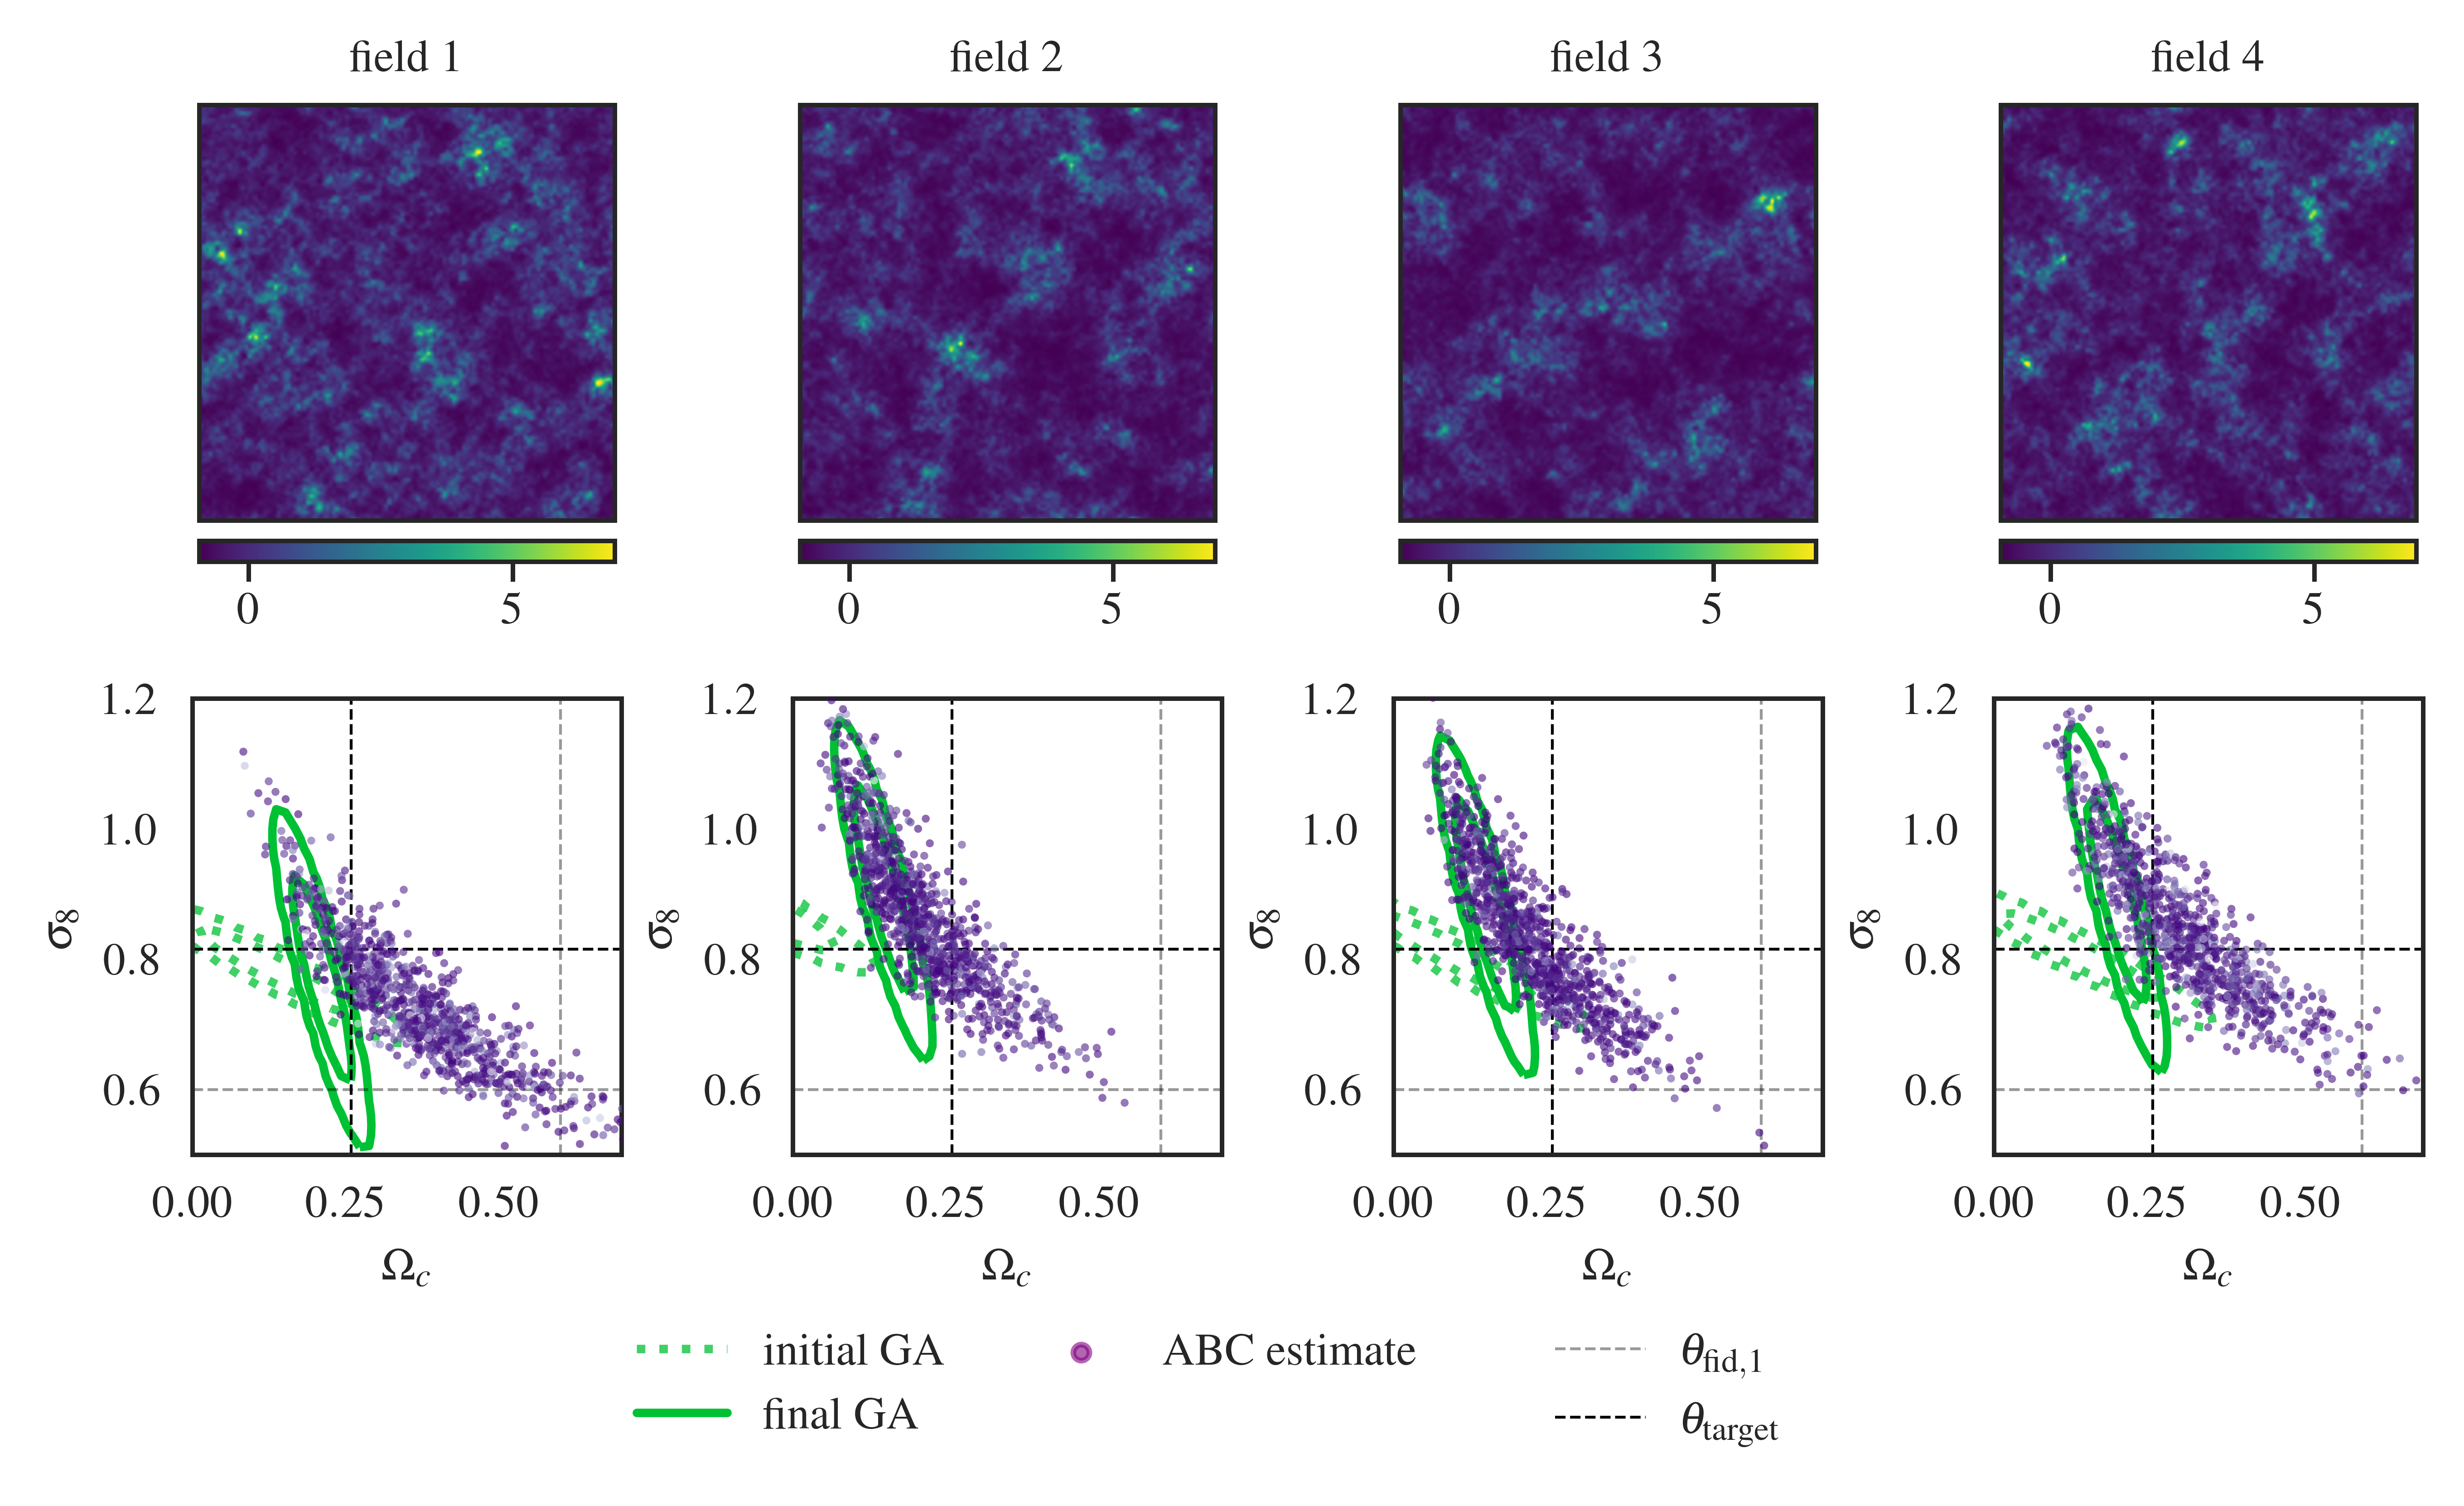 field 1 field 2 field 3 field 4
0 5 0 5 0 5 0 5
1.2 1.2 1.2 1.2
1.0 1.0 1.0 1.0
σ8 σ8 σ8 σ8
0.8 0.8 0.8 0.8
0.6 0.6 0.6 0.6
0.00 0.25 0.50 0.00 0.25 0.50 0.00 0.25 0.50 0.00 0.25 0.50
Ωc Ωc Ωc Ωc
initial GA ABC estimate θfid,1
final GA θtarget